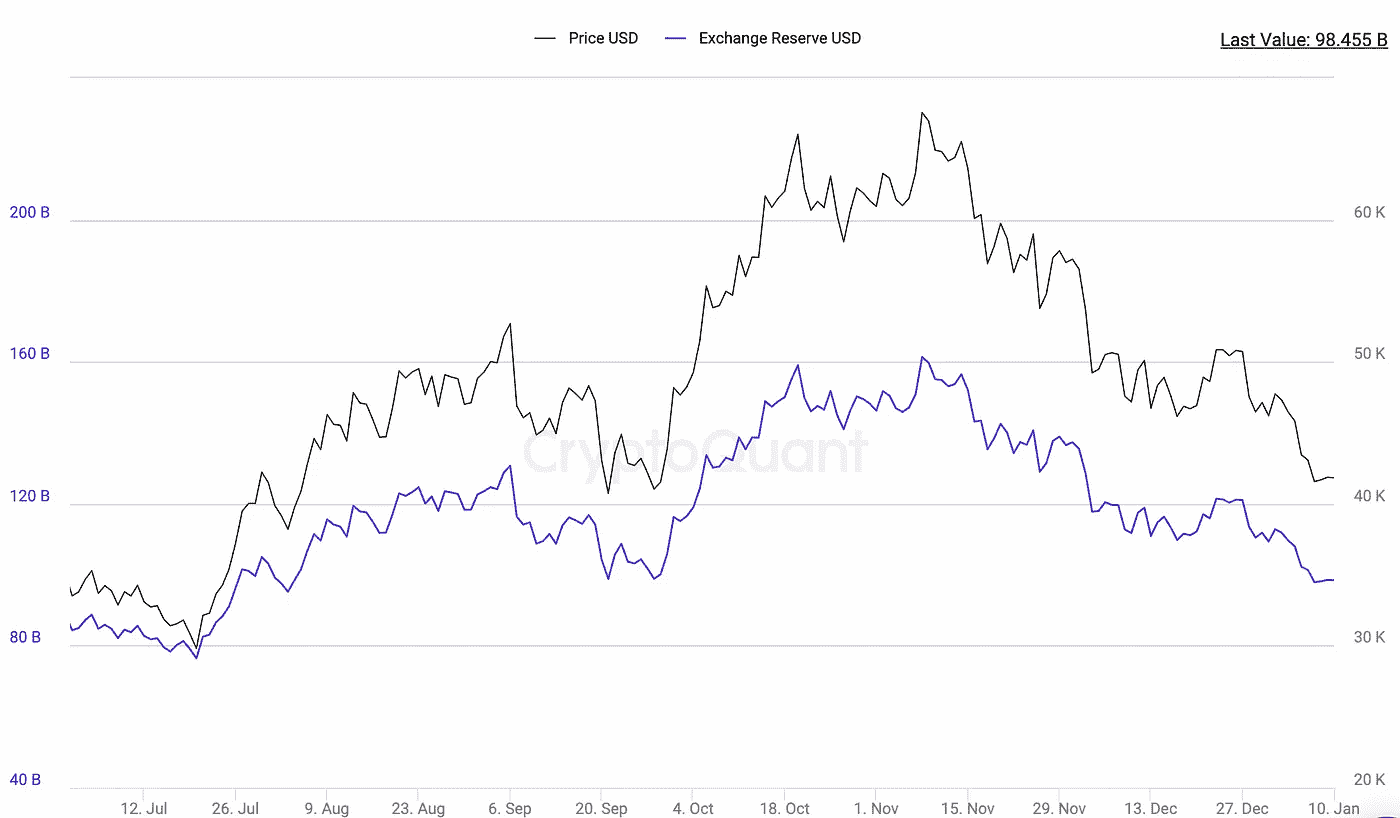 Price USD Exchange Reserve USD
Last Value: 98.455 B
200 B 60 K
160 B 50 K
CryptoQuant
120 B 40 K
80 B 30 K
40 B 20 K
12. Jul 26. Jul 9. Aug 23. Aug 6. Sep 20. Sep 4. Oct 18. Oct 1. Nov 15. Nov 29. Nov 13. Dec 27. Dec 10. Jan